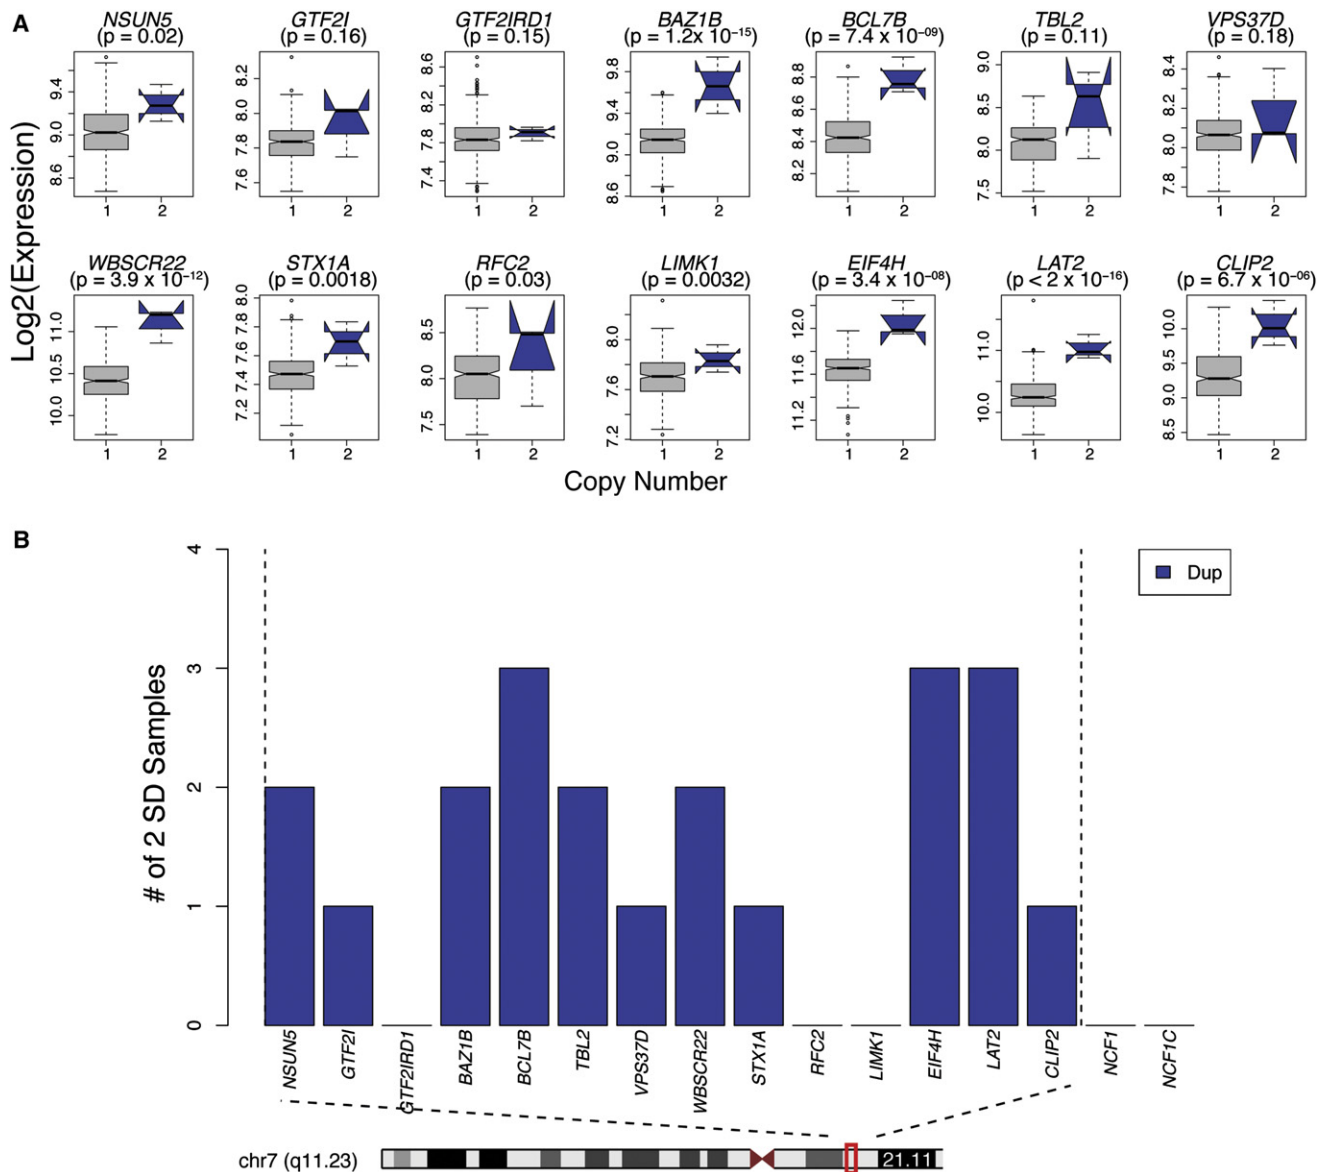 A
NSUN5
(p = 0.02)
GTF2I
(p = 0.16)
GTF2IRD1
(p = 0.15)
BAZ1B
(p = 1.2x 10⁻¹⁵)
BCL7B
(p = 7.4 x 10⁻⁰⁹)
TBL2
(p = 0.11)
VPS37D
(p = 0.18)
8.6 9.0 9.4
7.6 7.8 8.0 8.2
7.4 7.6 7.8 8.0 8.2 8.4 8.6
8.6 9.0 9.2 9.4 9.6 9.8
8.2 8.4 8.6 8.8
7.5 8.0 8.5 9.0
7.8 8.0 8.2 8.4
1 2
1 2
1 2
1 2
1 2
1 2
1 2
Log2(Expression)
WBSCR22
(p = 3.9 x 10⁻¹²)
STX1A
(p = 0.0018)
RFC2
(p = 0.03)
LIMK1
(p = 0.0032)
EIF4H
(p = 3.4 x 10⁻⁰⁸)
LAT2
(p < 2 x 10⁻¹⁶)
CLIP2
(p = 6.7 x 10⁻⁰⁶)
10.0 10.5 11.0
7.2 7.4 7.6 7.8 8.0
7.5 8.0 8.5
7.2 7.6 8.0
11.2 11.6 12.0
10.0 11.0
8.5 9.0 9.5 10.0
1 2
1 2
1 2
1 2
1 2
1 2
1 2
Copy Number
B
# of 2 SD Samples
4
3
2
1
0
Dup
NSUN5
GTF2I
GTF2IRD1
BAZ1B
BCL7B
TBL2
VPS37D
WBSCR22
STX1A
RFC2
LIMK1
EIF4H
LAT2
CLIP2
NCF1
NCF1C
chr7 (q11.23)
21.11